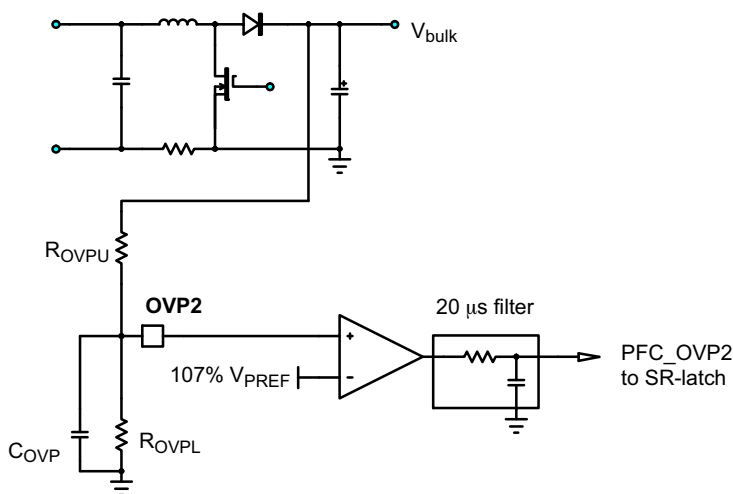 V_bulk
R_OVPU
OVP2
20 μs filter
+
107% V_PREF
−
PFC_OVP2
to SR-latch
C_OVP
R_OVPL